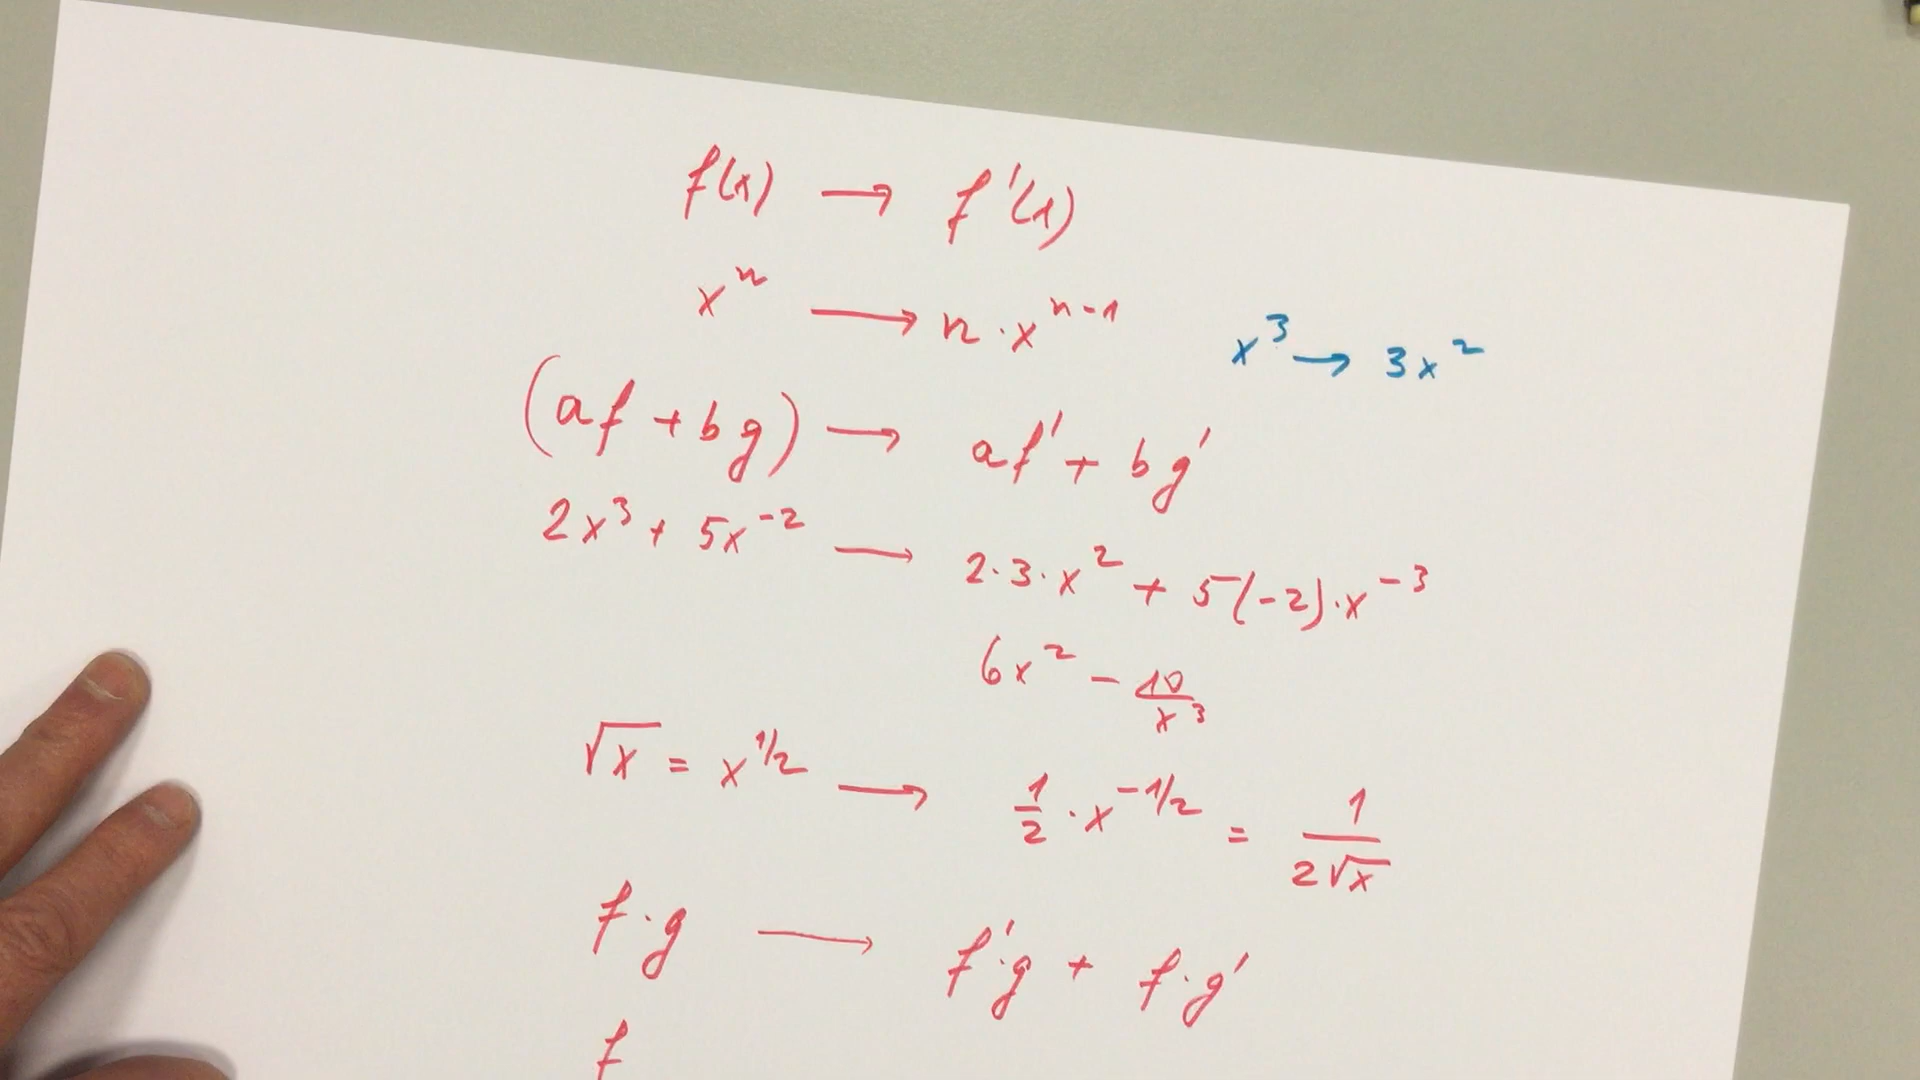 f(x) → f'(x)
xⁿ → n · xⁿ⁻¹ x³ → 3x²
(af + bg) → af' + bg'
2x³ + 5x⁻² → 2·3·x² + 5(-2)·x⁻³
6x² - 10/x³
√x = x^1/2 → 1/2 · x^-1/2 = 1/(2√x)
f·g → f'·g + f·g'
f